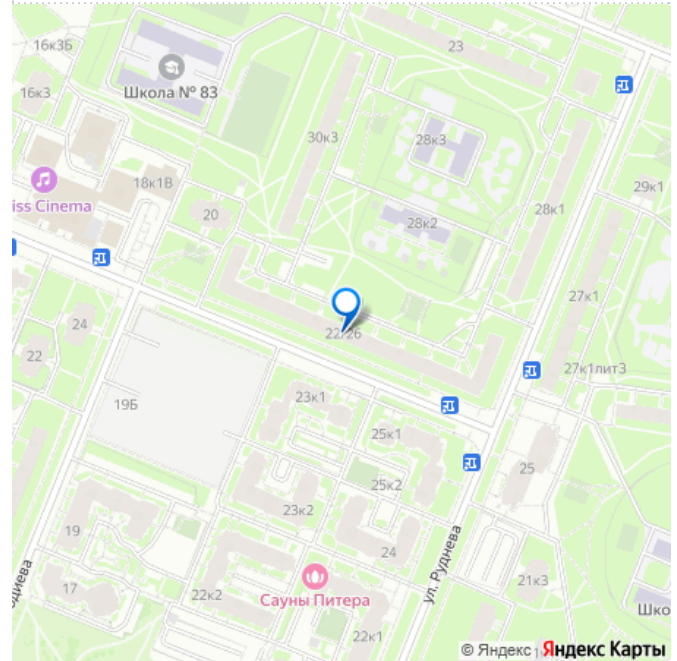 16к3Б
23
Школа № 83
16к3
30к3
28к3
18к1В
iss Cinema
20
28к2
28к1
29к1
27к1
24
22/26
22
27к1лит3
19Б
23к1
25к1
25
25к2
23к2
19
24
ул. Руднева
17
22к2
Сауны Питера
21к3
одиева
Шко
22к1
© Яндекс
Яндекс Карты